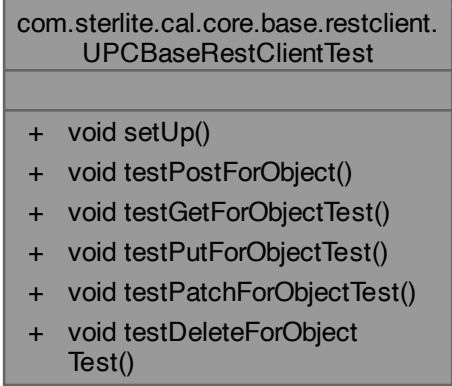 com.sterlite.cal.core.base.restclient.
UPCBaseRestClientTest
+ void setUp()
+ void testPostForObject()
+ void testGetForObjectTest()
+ void testPutForObjectTest()
+ void testPatchForObjectTest()
+ void testDeleteForObject
Test()